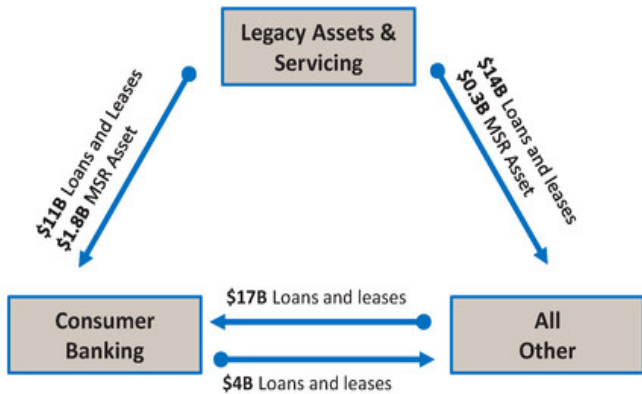 Legacy Assets &
Servicing
$11B Loans and Leases
$1.8B MSR Asset
$14B Loans and leases
$0.3B MSR Asset
$17B Loans and leases
Consumer
Banking
All
Other
$4B Loans and leases